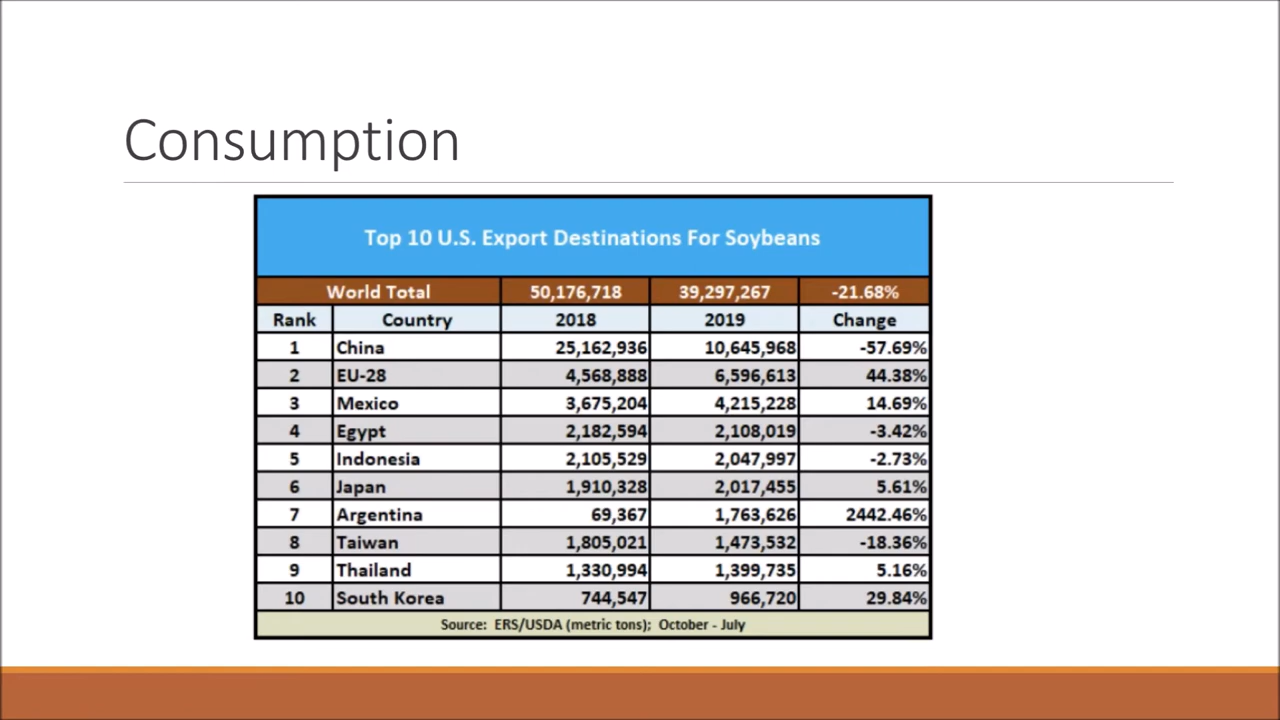 Consumption
Top 10 U.S. Export Destinations For Soybeans
World Total 50,176,718 39,297,267 -21.68%
Rank Country 2018 2019 Change
1 China 25,162,936 10,645,968 -57.69%
2 EU-28 4,568,888 6,596,613 44.38%
3 Mexico 3,675,204 4,215,228 14.69%
4 Egypt 2,182,594 2,108,019 -3.42%
5 Indonesia 2,105,529 2,047,997 -2.73%
6 Japan 1,910,328 2,017,455 5.61%
7 Argentina 69,367 1,763,626 2442.46%
8 Taiwan 1,805,021 1,473,532 -18.36%
9 Thailand 1,330,994 1,399,735 5.16%
10 South Korea 744,547 966,720 29.84%
Source: ERS/USDA (metric tons); October - July